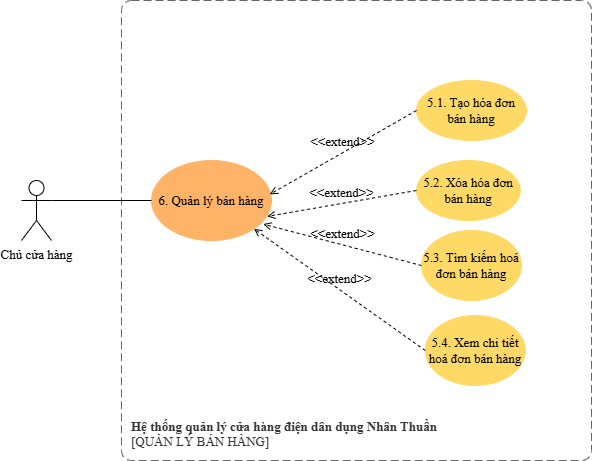 5.1. Tạo hóa đơn
bán hàng
<<extend>>
5.2. Xóa hóa đơn
bán hàng
<<extend>>
6. Quản lý bán hàng
<<extend>>
5.3. Tìm kiếm hoá
đơn bán hàng
Chủ cửa hàng
<<extend>>
5.4. Xem chi tiết
hoá đơn bán hàng
Hệ thống quản lý cửa hàng điện dân dụng Nhân Thuần
[QUẢN LÝ BÁN HÀNG]